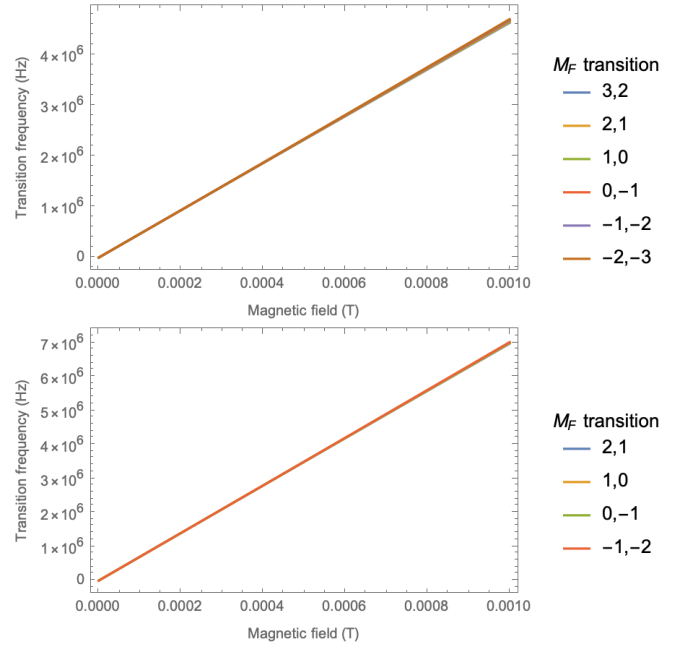 Transition frequency (Hz)
4×10⁶
3×10⁶
2×10⁶
1×10⁶
0
0.0000 0.0002 0.0004 0.0006 0.0008 0.0010
Magnetic field (T)
M_F transition
3,2
2,1
1,0
0,−1
−1,−2
−2,−3
Transition frequency (Hz)
7×10⁶
6×10⁶
5×10⁶
4×10⁶
3×10⁶
2×10⁶
1×10⁶
0
0.0000 0.0002 0.0004 0.0006 0.0008 0.0010
Magnetic field (T)
M_F transition
2,1
1,0
0,−1
−1,−2